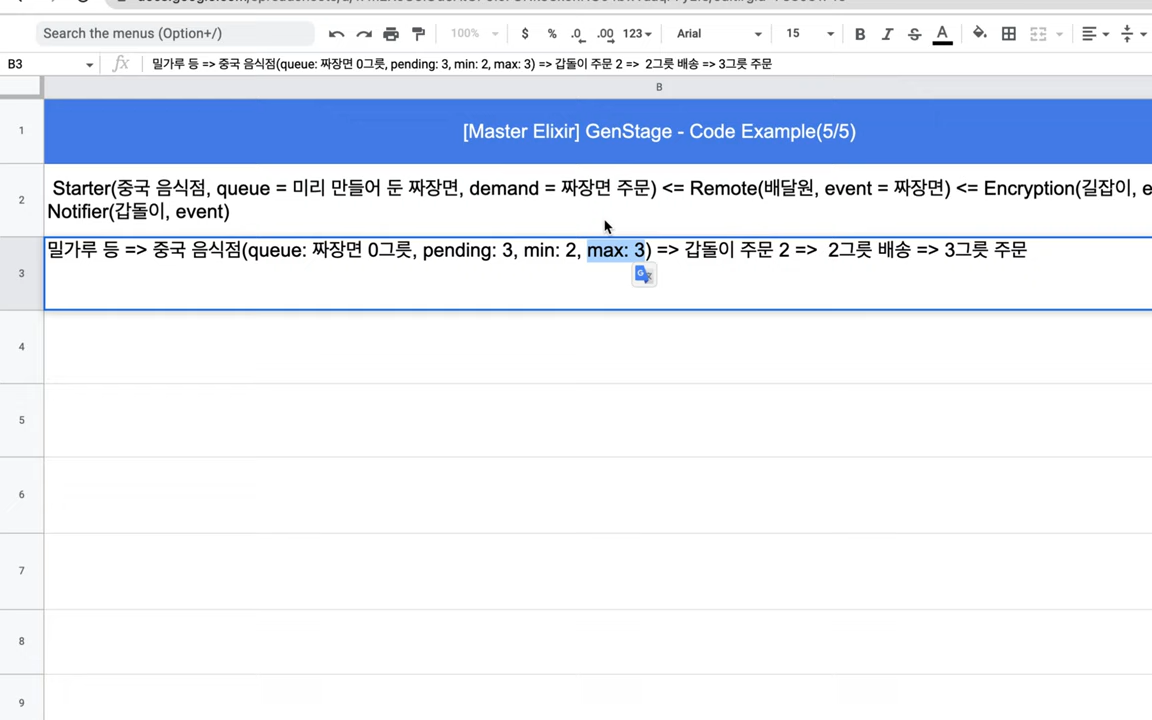 Search the menus (Option+/)
100%
$ % .0 .00 123
Arial
15
B I S A
B3
fx
밀가루 등 => 중국 음식점(queue: 짜장면 0그릇, pending: 3, min: 2, max: 3) => 갑돌이 주문 2 => 2그릇 배송 => 3그릇 주문
B
1
[Master Elixir] GenStage - Code Example(5/5)
2
Starter(중국 음식점, queue = 미리 만들어 둔 짜장면, demand = 짜장면 주문) <= Remote(배달원, event = 짜장면) <= Encryption(길잡이, e
Notifier(갑돌이, event)
3
밀가루 등 => 중국 음식점(queue: 짜장면 0그릇, pending: 3, min: 2, max: 3) => 갑돌이 주문 2 => 2그릇 배송 => 3그릇 주문
4
5
6
7
8
9